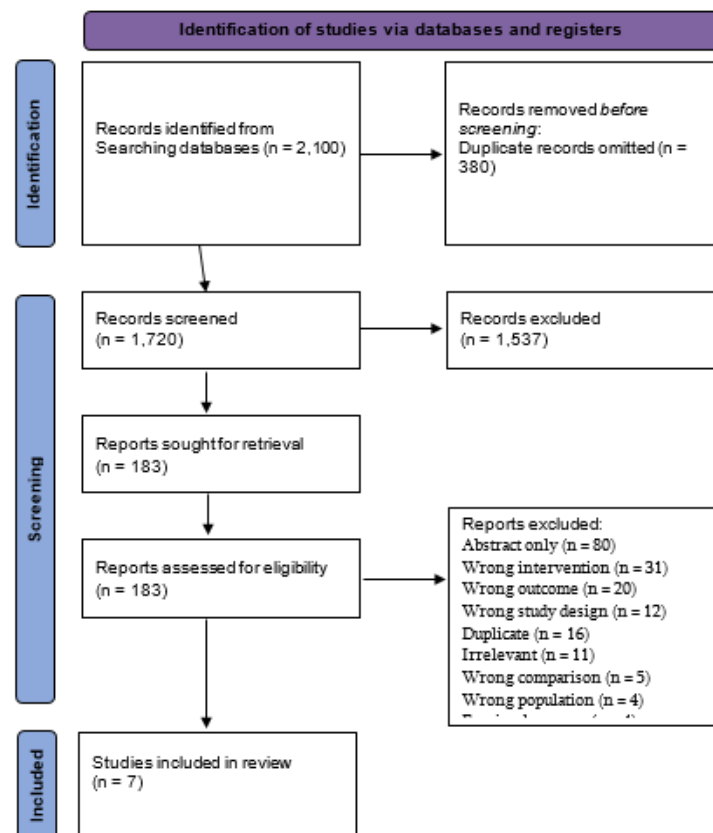 Identification of studies via databases and registers
Identification
Records identified from
Searching databases (n = 2,100)
Records removed before
screening:
Duplicate records omitted (n =
380)
Screening
Records screened
(n = 1,720)
Records excluded
(n = 1,537)
Reports sought for retrieval
(n = 183)
Reports assessed for eligibility
(n = 183)
Reports excluded:
Abstract only (n = 80)
Wrong intervention (n = 31)
Wrong outcome (n = 20)
Wrong study design (n = 12)
Duplicate (n = 16)
Irrelevant (n = 11)
Wrong comparison (n = 5)
Wrong population (n = 4)
Included
Studies included in review
(n = 7)